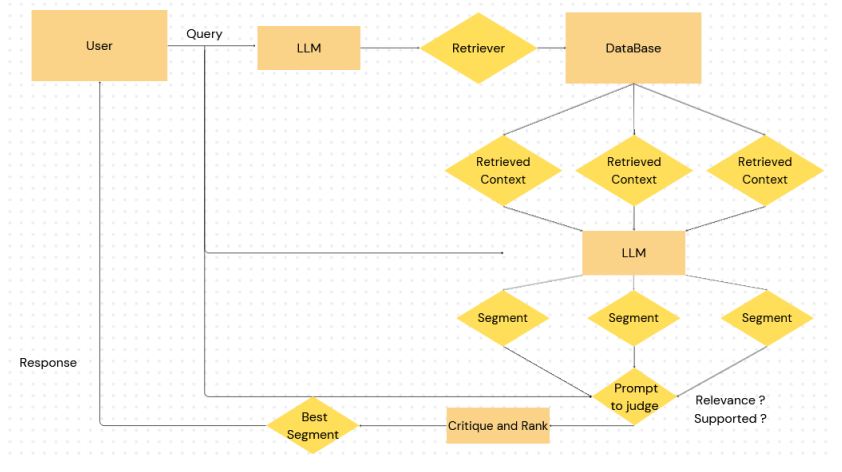 Query
User
LLM
Retriever
DataBase
Retrieved
Context
Retrieved
Context
Retrieved
Context
LLM
Segment
Segment
Segment
Response
Prompt
to judge
Relevance ?
Supported ?
Best
Segment
Critique and Rank